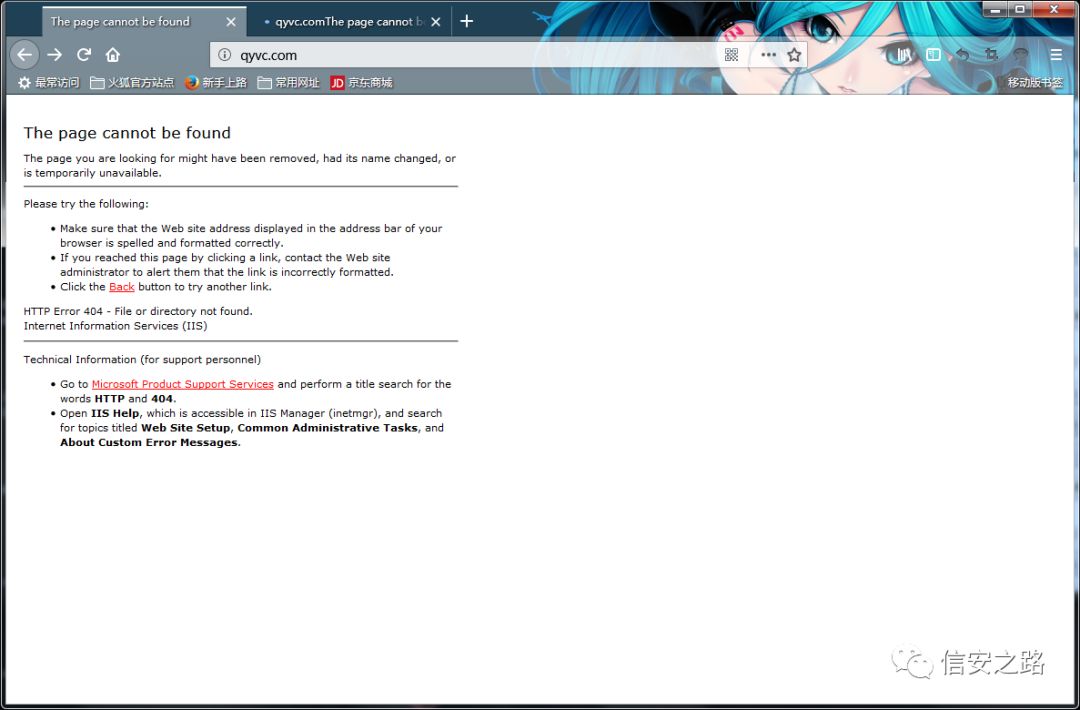 The page cannot be found
qyvc.comThe page cannot b
qyvc.com
最常访问 火狐官方站点 新手上路 常用网址 JD 京东商城
移动版书签
The page cannot be found
The page you are looking for might have been removed, had its name changed, or
is temporarily unavailable.
Please try the following:
• Make sure that the Web site address displayed in the address bar of your
browser is spelled and formatted correctly.
• If you reached this page by clicking a link, contact the Web site
administrator to alert them that the link is incorrectly formatted.
• Click the Back button to try another link.
HTTP Error 404 - File or directory not found.
Internet Information Services (IIS)
Technical Information (for support personnel)
• Go to Microsoft Product Support Services and perform a title search for the
words HTTP and 404.
• Open IIS Help, which is accessible in IIS Manager (inetmgr), and search
for topics titled Web Site Setup, Common Administrative Tasks, and
About Custom Error Messages.
信安之路